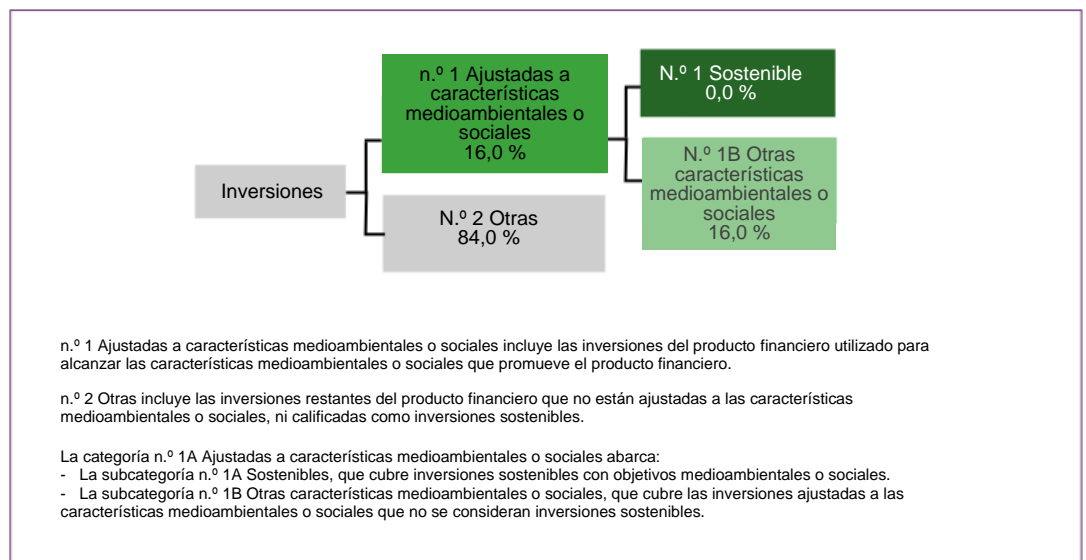 Inversiones
n.º 1 Ajustadas a
características
medioambientales o
sociales
16,0 %
N.º 2 Otras
84,0 %
N.º 1 Sostenible
0,0 %
N.º 1B Otras
características
medioambientales o
sociales
16,0 %
n.º 1 Ajustadas a características medioambientales o sociales incluye las inversiones del producto financiero utilizado para
alcanzar las características medioambientales o sociales que promueve el producto financiero.
n.º 2 Otras incluye las inversiones restantes del producto financiero que no están ajustadas a las características
medioambientales o sociales, ni calificadas como inversiones sostenibles.
La categoría n.º 1A Ajustadas a características medioambientales o sociales abarca:
- La subcategoría n.º 1A Sostenibles, que cubre inversiones sostenibles con objetivos medioambientales o sociales.
- La subcategoría n.º 1B Otras características medioambientales o sociales, que cubre las inversiones ajustadas a las
características medioambientales o sociales que no se consideran inversiones sostenibles.